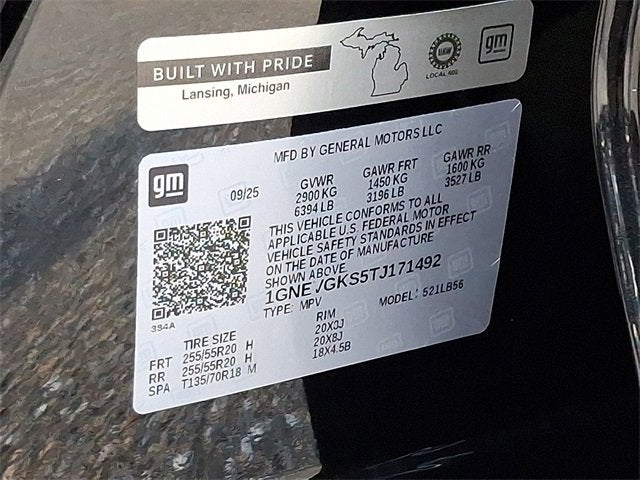 BUILT WITH PRIDE
Lansing, Michigan
UAW
LOCAL 602
gm
MFD BY GENERAL MOTORS LLC
gm
09/25
GVWR
2900 KG
6394 LB
GAWR FRT
1450 KG
3196 LB
GAWR RR
1600 KG
3527 LB
THIS VEHICLE CONFORMS TO ALL
APPLICABLE U.S. FEDERAL MOTOR
VEHICLE SAFETY STANDARDS IN EFFECT
ON THE DATE OF MANUFACTURE
SHOWN ABOVE.
TYPE: MPV
MODEL: 521LB56
TIRE SIZE RIM
FRT 255/55R20 H
RR 255/55R20 H 20X8J
SPA T135/70R18 M 18X4.5B